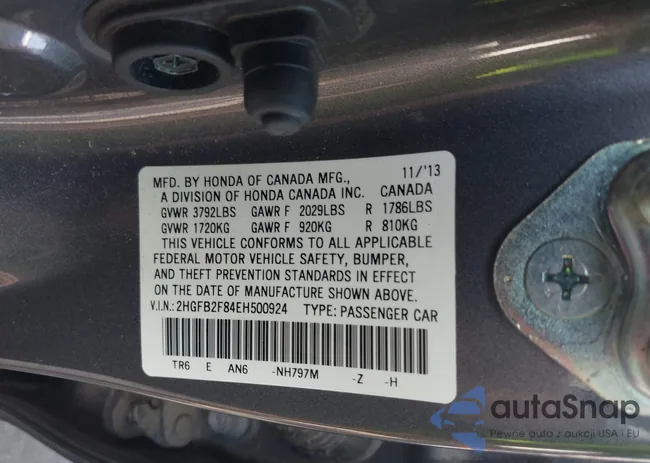 MFD. BY HONDA OF CANADA MFG., 11/'13
A DIVISION OF HONDA CANADA INC. CANADA
GVWR 3792LBS GAWR F 2029LBS R 1786LBS
GVWR 1720KG GAWR F 920KG R 810KG
THIS VEHICLE CONFORMS TO ALL APPLICABLE
FEDERAL MOTOR VEHICLE SAFETY, BUMPER,
AND THEFT PREVENTION STANDARDS IN EFFECT
ON THE DATE OF MANUFACTURE SHOWN ABOVE.
V.I.N.: 2HGFB2F84EH500924 TYPE: PASSENGER CAR
TR6 E AN6 -NH797M -Z -H
autaSnap
Pewne auta z aukcji USA i EU